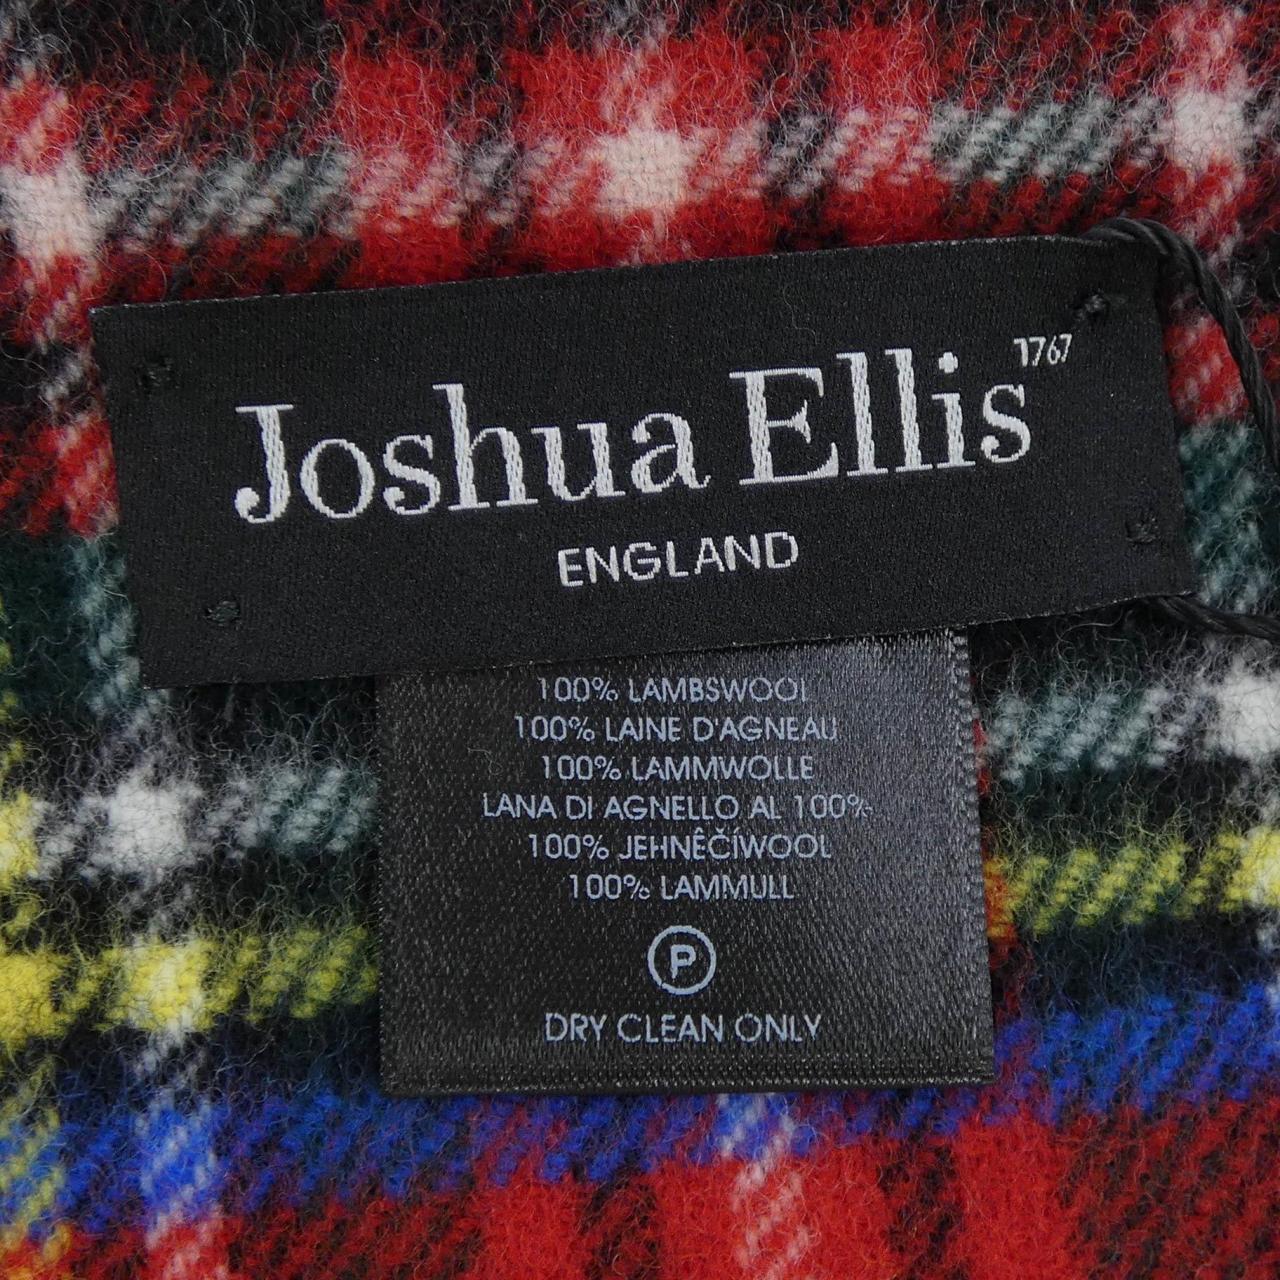 Joshua Ellis 1767
ENGLAND
100% LAMBSWOOL
100% LAINE D'AGNEAU
100% LAMMWOLLE
LANA DI AGNELLO AL 100%
100% JEHNÊČÍWOOL
100% LAMMULL
P
DRY CLEAN ONLY